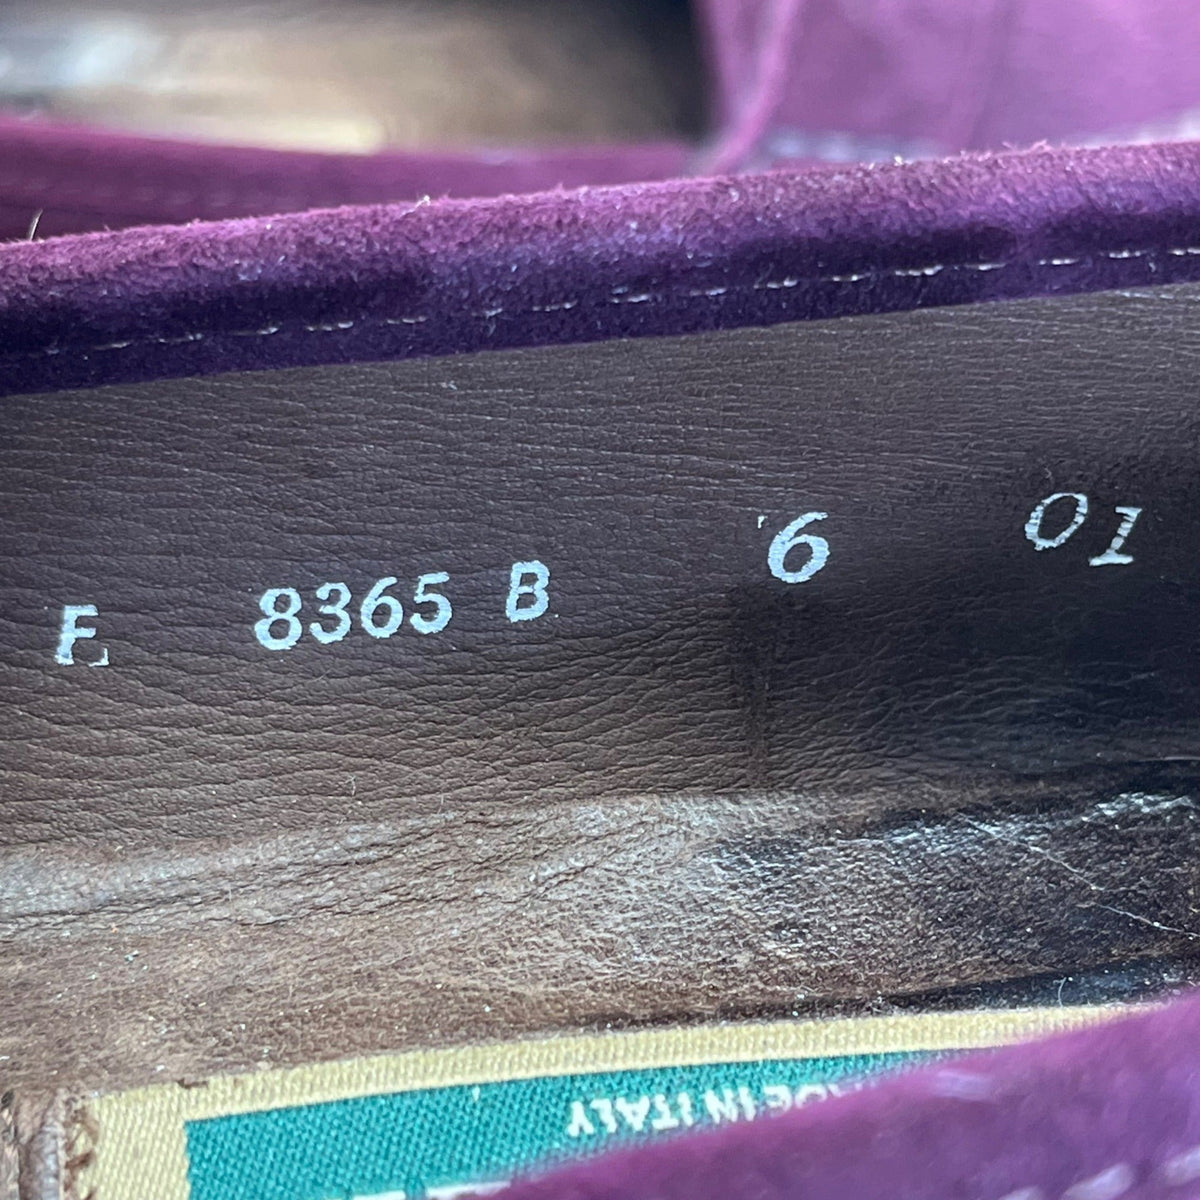 E 8365 B 6 01
MADE IN ITALY